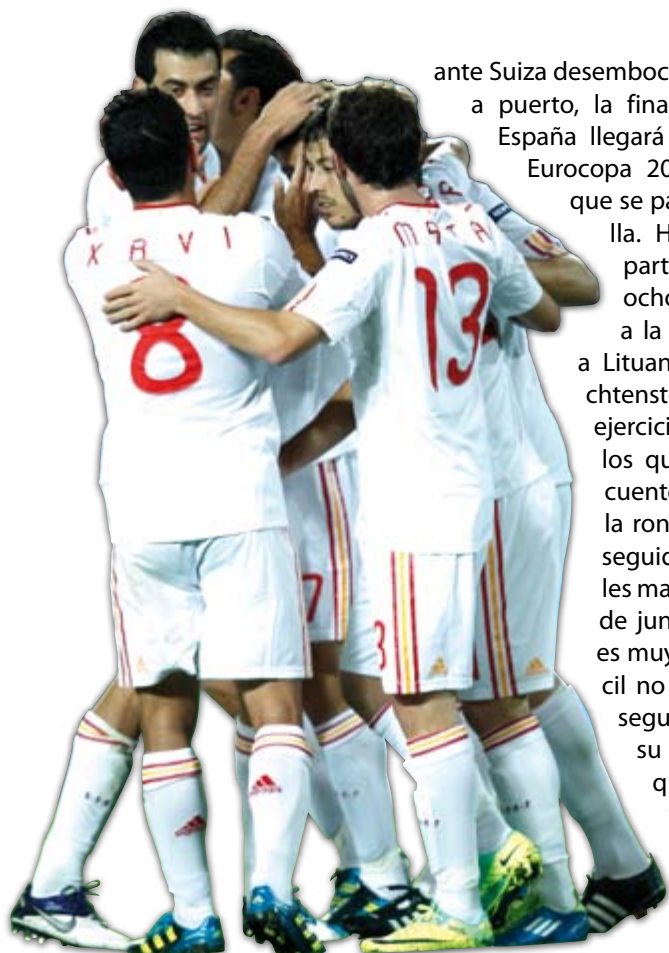 ante Suiza desemboc
a puerto, la fina
España llegará
Eurocopa 20
que se pa
lla. H
part
ocho
a la
a Lituan
chtenst
ejercici
los qu
cuent
la ron
seguid
les ma
de jun
es muy
cil no
segu
su
q
XAVI
8
MATA
13
7
3